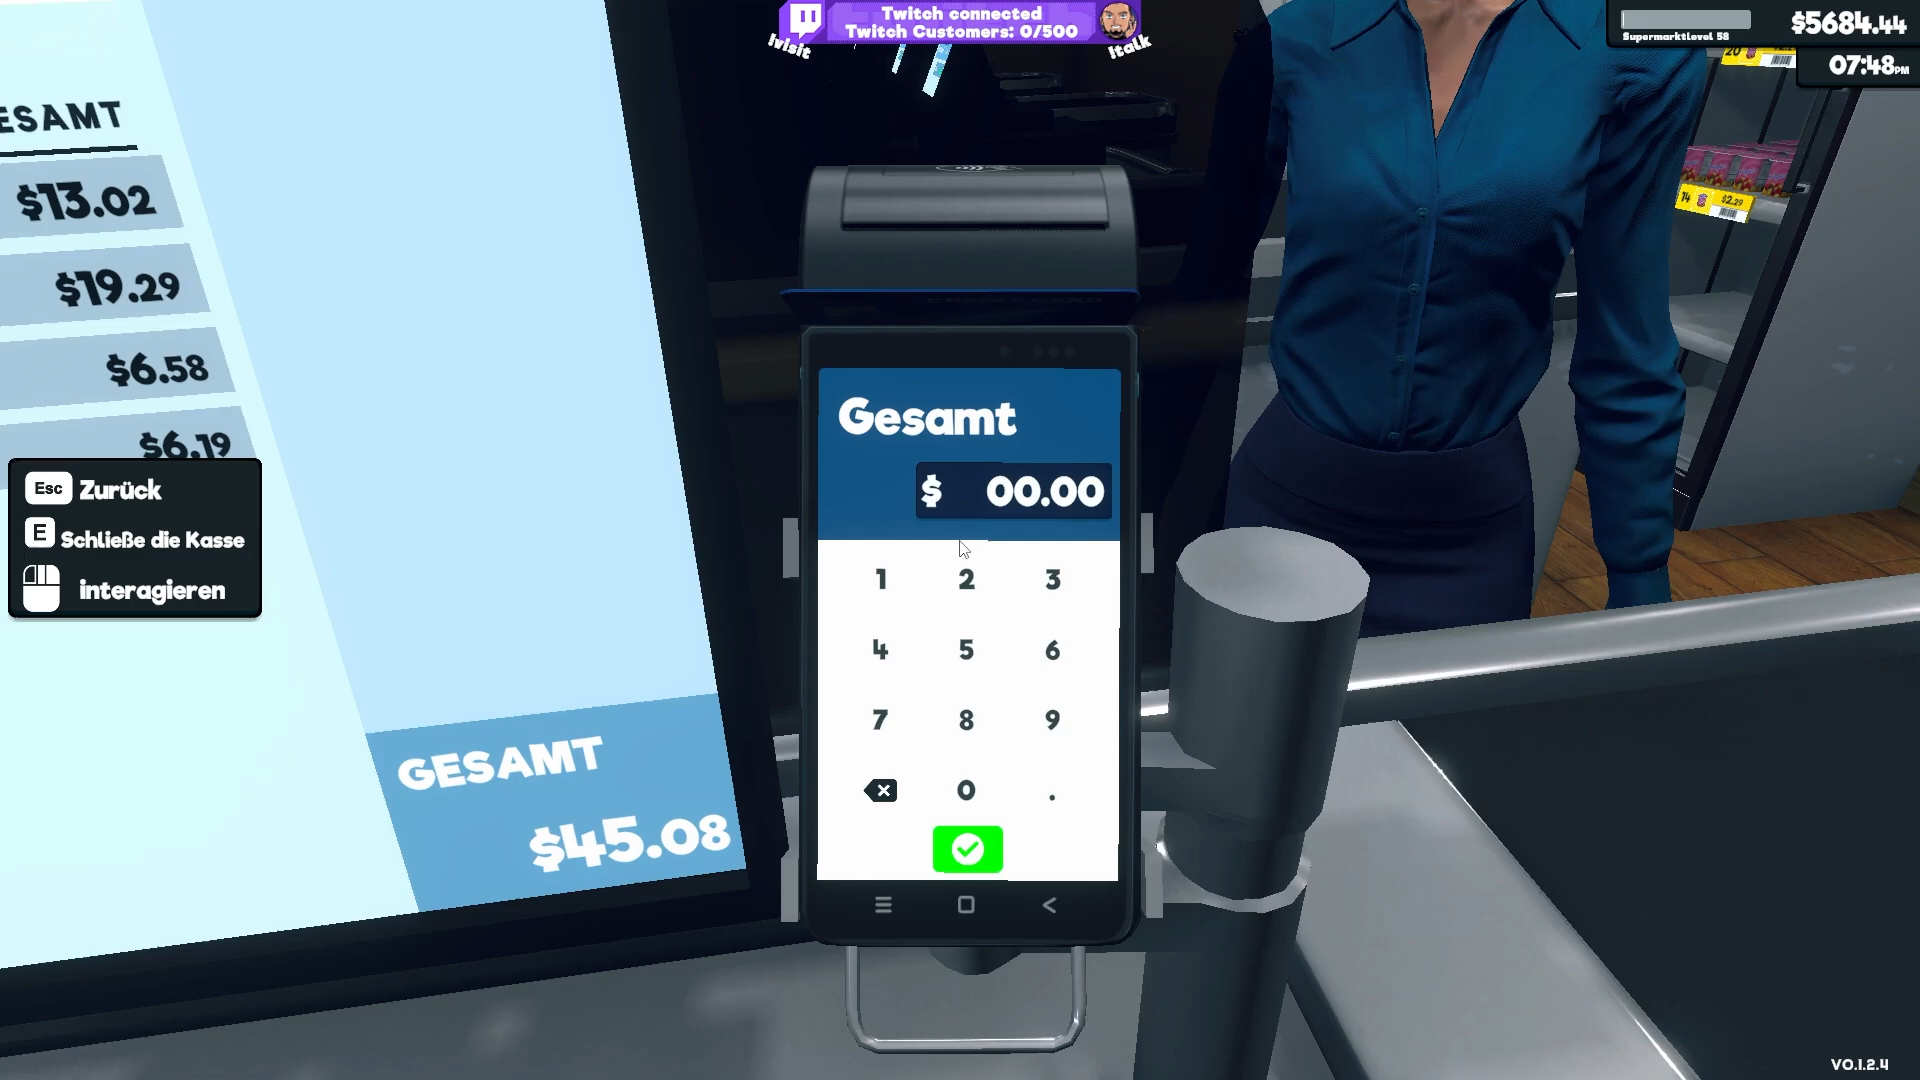 Twitch connected
Twitch Customers: 0/500
!visit
!talk
Supermarktlevel 58
$5684.44
07:48PM
20
14 $2.29
ESAMT
$13.02
$19.29
$6.58
$6.19
Esc Zurück
E Schließe die Kasse
interagieren
GESAMT
$45.08
Gesamt
$ 00.00
1 2 3
4 5 6
7 8 9
0 .
V0.1.2.4